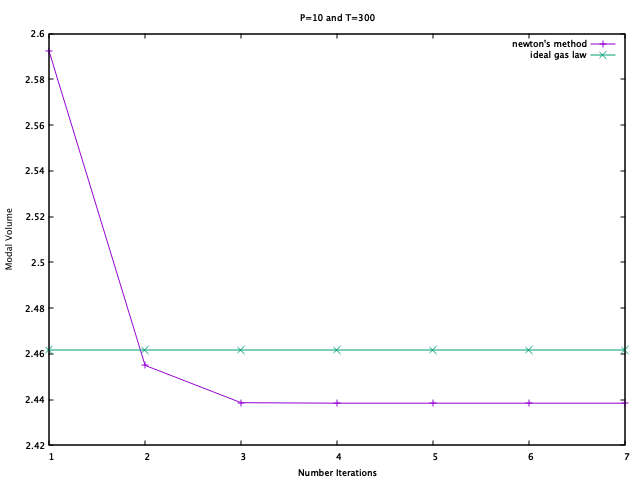 P=10 and T=300
newton's method
ideal gas law
2.6
2.58
2.56
2.54
2.52
2.5
2.48
2.46
2.44
2.42
Modal Volume
1 2 3 4 5 6 7
Number Iterations